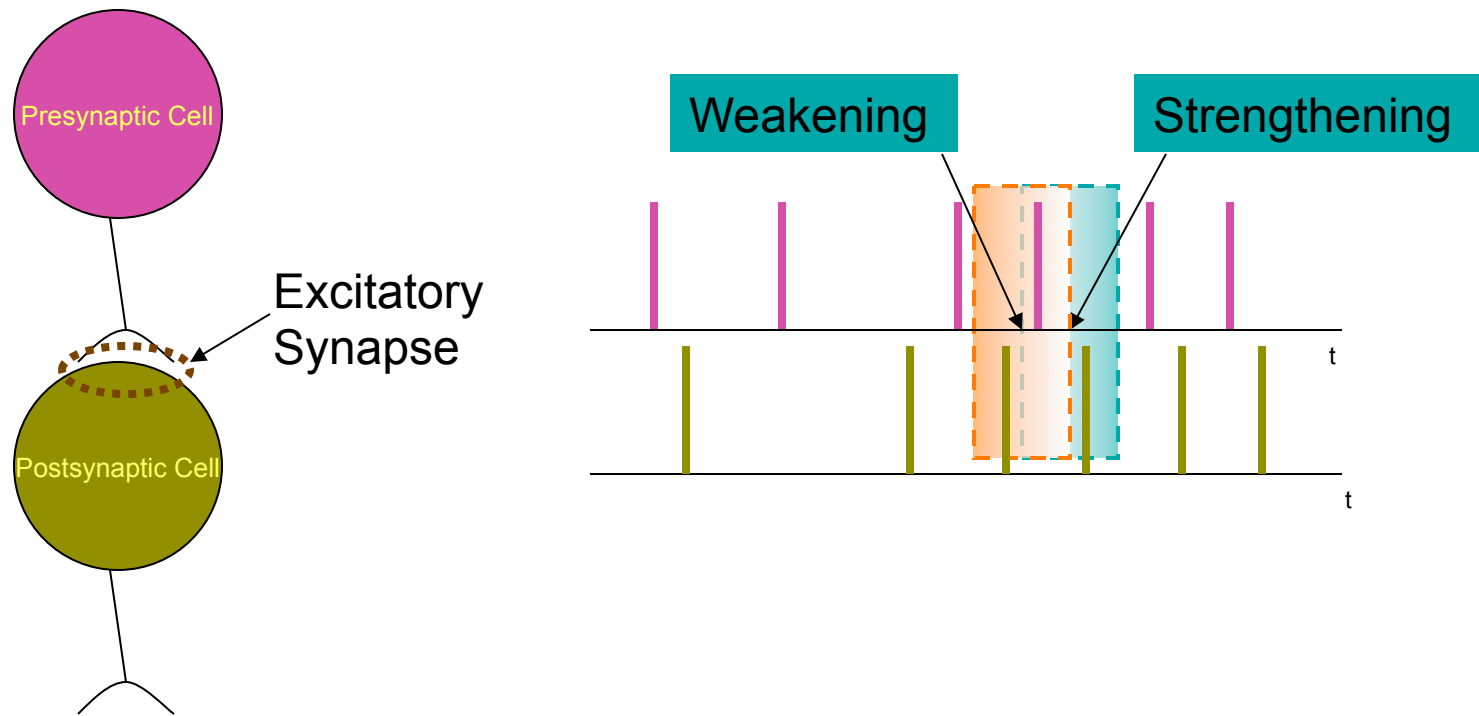 Presynaptic Cell
Weakening
Strengthening
Excitatory
Synapse
t
Postsynaptic Cell
t